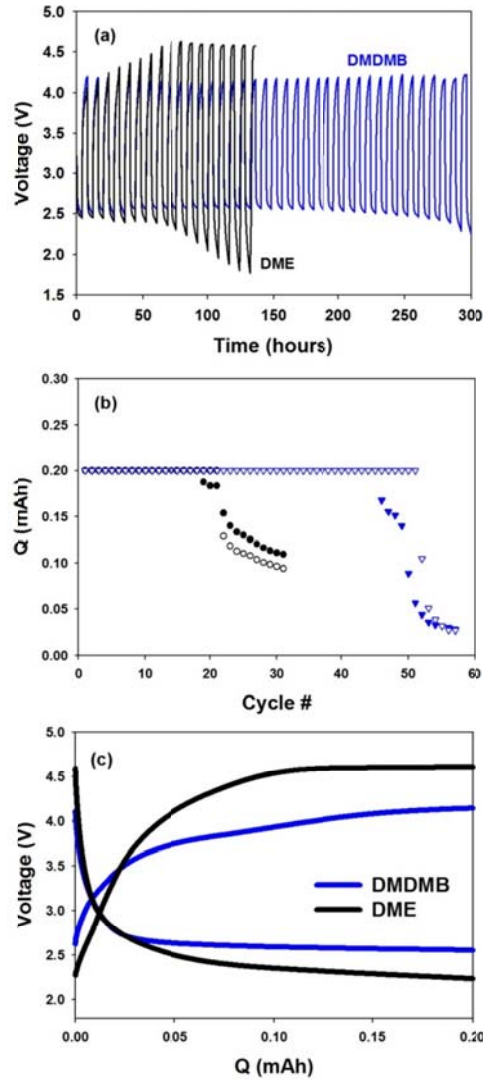 (a)
DMDMB
DME
Voltage (V)
5.0
4.5
4.0
3.5
3.0
2.5
2.0
1.5
0 50 100 150 200 250 300
Time (hours)
(b)
Q (mAh)
0.30
0.25
0.20
0.15
0.10
0.05
0.00
0 10 20 30 40 50 60
Cycle #
(c)
Voltage (V)
5.0
4.5
4.0
3.5
3.0
2.5
2.0
DMDMB
DME
0.00 0.05 0.10 0.15 0.20
Q (mAh)